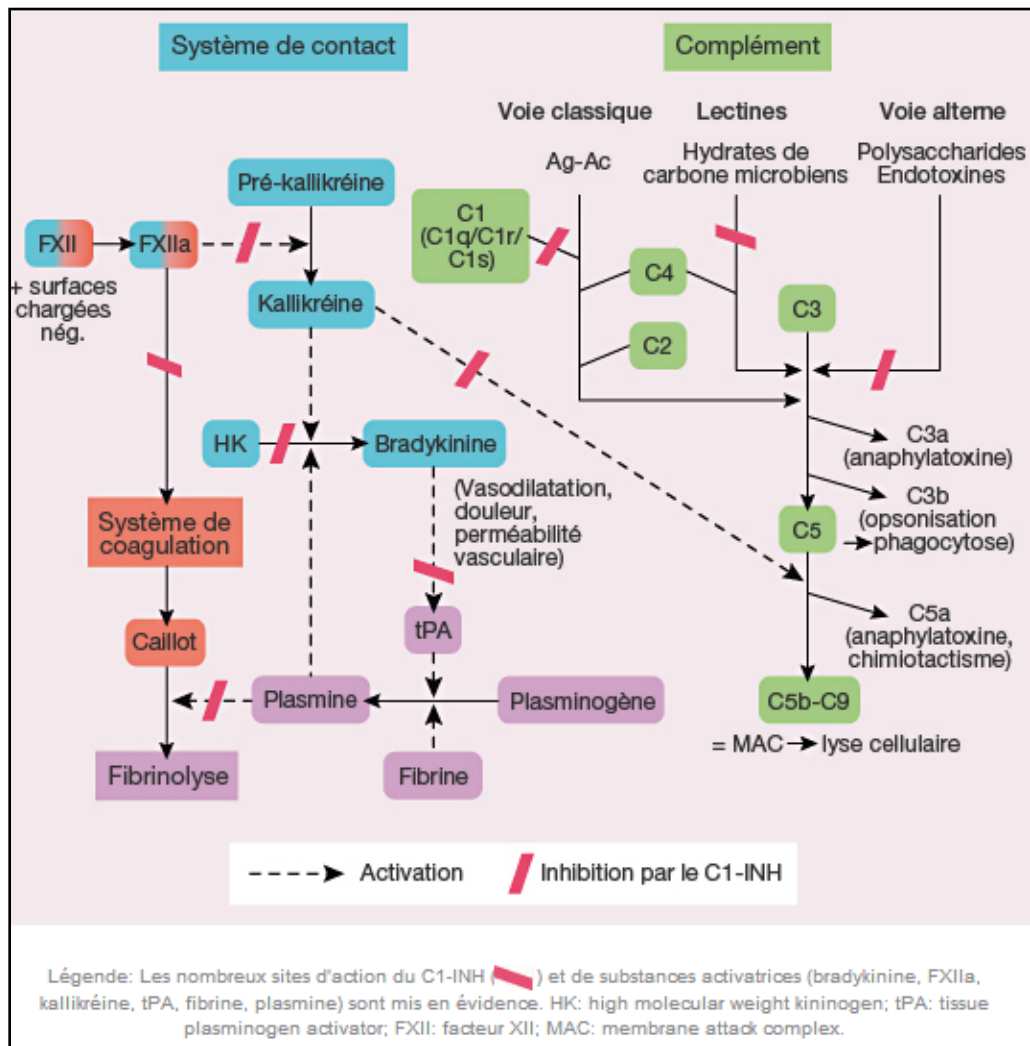 Système de contact
Complément
Voie classique
Lectines
Voie alterne
Ag-Ac
Hydrates de
carbone microbiens
Polysaccharides
Endotoxines
Pré-kallikréine
C1
(C1q/C1r/
C1s)
FXII
FXIIa
+ surfaces
chargées
nég.
Kallikréine
C4
C3
C2
HK
Bradykinine
(Vasodilatation,
douleur,
perméabilité
vasculaire)
C3a
(anaphylatoxine)
C3b
(opsonisation
phagocytose)
Système de
coagulation
C5
Caillot
tPA
C5a
(anaphylatoxine,
chimiotactisme)
Plasmine
Plasminogène
C5b-C9
= MAC
lyse cellulaire
Fibrinolyse
Fibrine
Activation
Inhibition par le C1-INH
Légende: Les nombreux sites d'action du C1-INH ( ) et de substances activatrices (bradykinine, FXIIa,
kallikréine, tPA, fibrine, plasmine) sont mis en évidence. HK: high molecular weight kininogen; tPA: tissue
plasminogen activator; FXII: facteur XII; MAC: membrane attack complex.